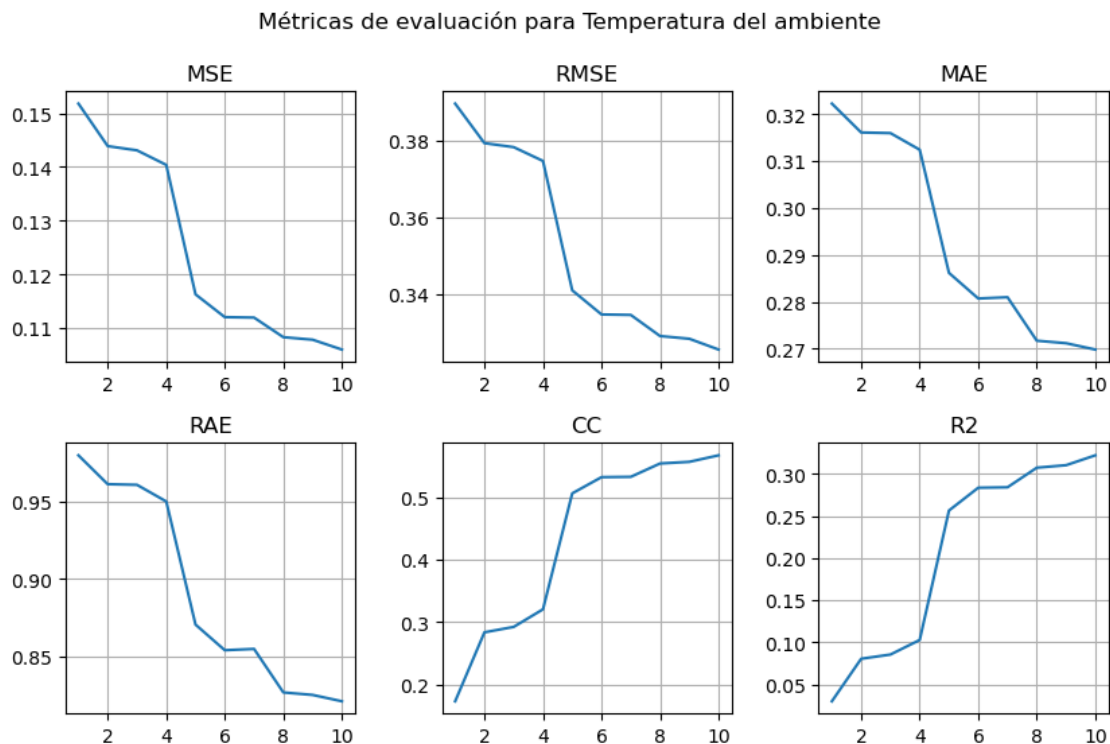 Métricas de evaluación para Temperatura del ambiente
MSE
0.15
0.14
0.13
0.12
0.11
2 4 6 8 10
RMSE
0.38
0.36
0.34
2 4 6 8 10
MAE
0.32
0.31
0.30
0.29
0.28
0.27
2 4 6 8 10
RAE
0.95
0.90
0.85
2 4 6 8 10
CC
0.5
0.4
0.3
0.2
2 4 6 8 10
R2
0.30
0.25
0.20
0.15
0.10
0.05
2 4 6 8 10